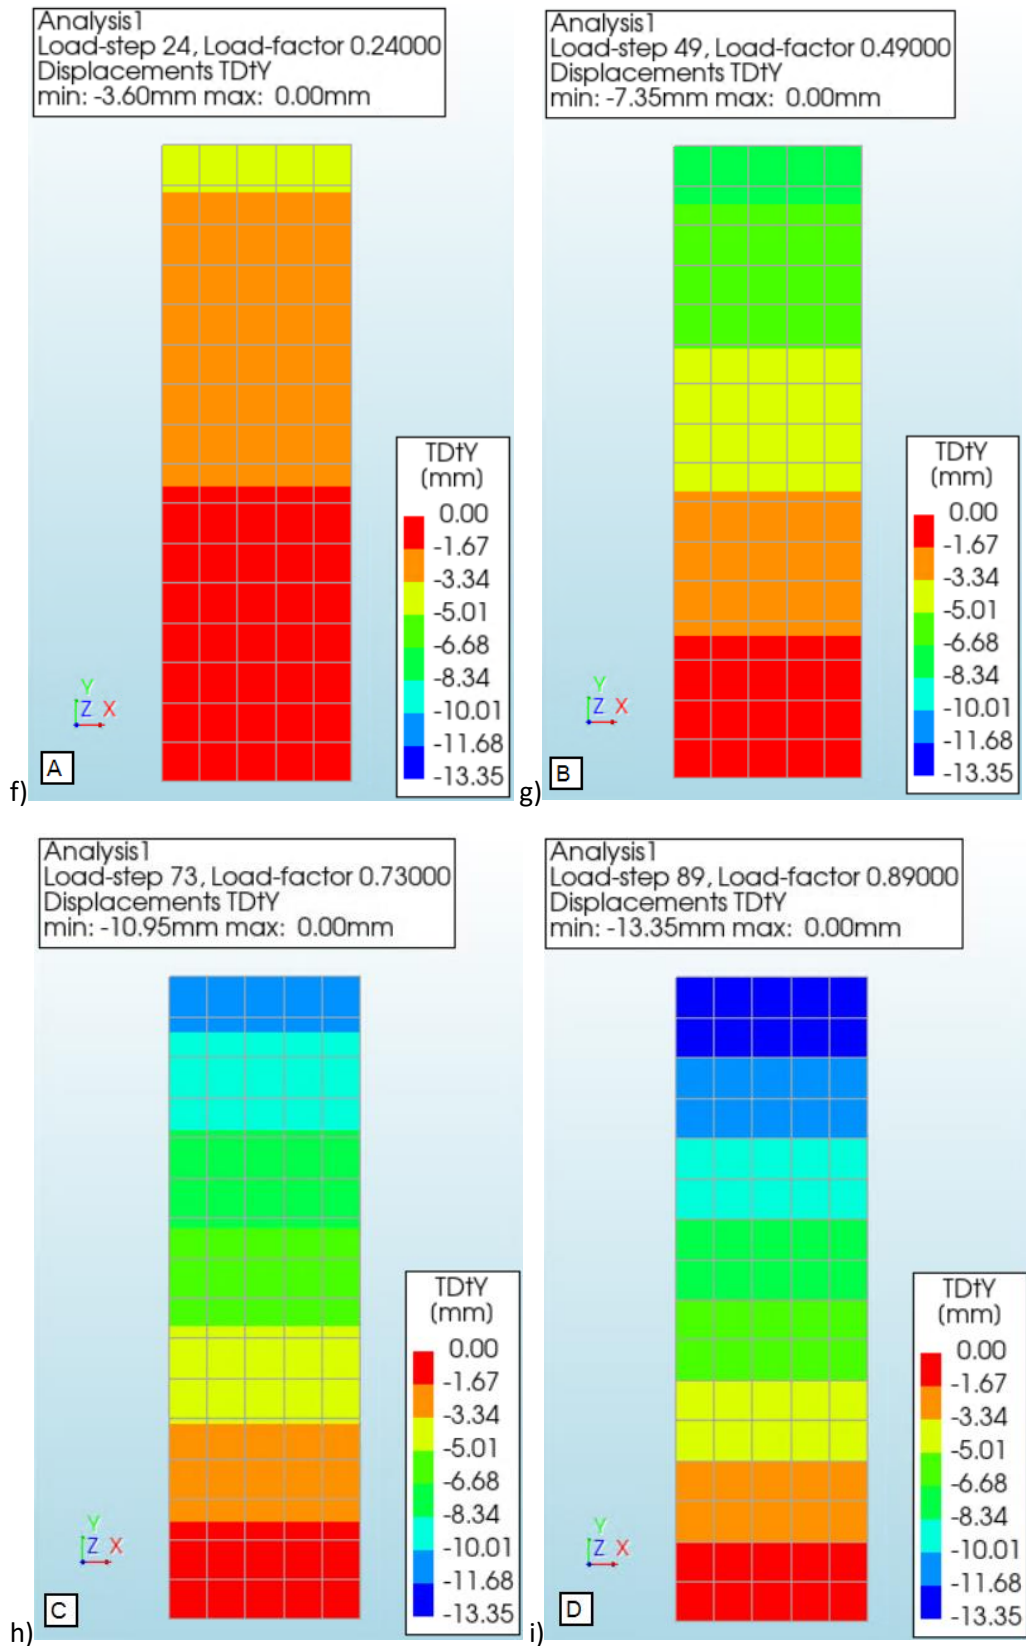 Analysis1
Load-step 24, Load-factor 0.24000
Displacements TDtY
min: -3.60mm max: 0.00mm
TDtY
(mm)
0.00
-1.67
-3.34
-5.01
-6.68
-8.34
-10.01
-11.68
-13.35
Y
Z X
A
f)
Analysis1
Load-step 49, Load-factor 0.49000
Displacements TDtY
min: -7.35mm max: 0.00mm
TDtY
(mm)
0.00
-1.67
-3.34
-5.01
-6.68
-8.34
-10.01
-11.68
-13.35
Y
Z X
B
g)
Analysis1
Load-step 73, Load-factor 0.73000
Displacements TDtY
min: -10.95mm max: 0.00mm
TDtY
(mm)
0.00
-1.67
-3.34
-5.01
-6.68
-8.34
-10.01
-11.68
-13.35
Y
Z X
C
h)
Analysis1
Load-step 89, Load-factor 0.89000
Displacements TDtY
min: -13.35mm max: 0.00mm
TDtY
(mm)
0.00
-1.67
-3.34
-5.01
-6.68
-8.34
-10.01
-11.68
-13.35
Y
Z X
D
i)